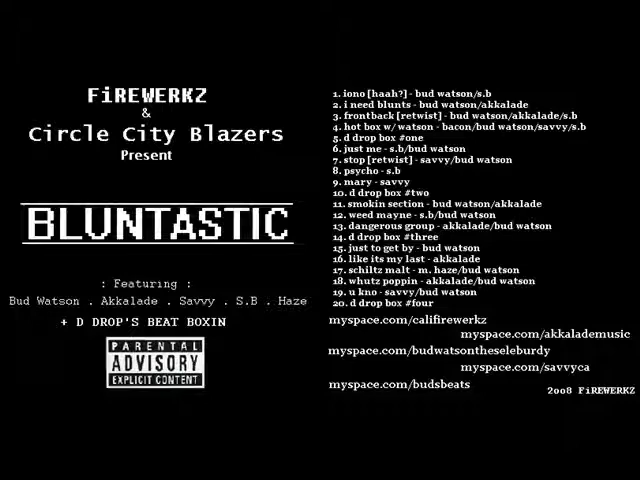 FiREWERKZ
&
Circle City Blazers
Present
BLUNTASTIC
: Featuring :
Bud Watson . Akkalade . Savvy . S.B . Haze
+ D DROP'S BEAT BOXIN
PARENTAL
ADVISORY
EXPLICIT CONTENT
1. iono [haah?] - bud watson/s.b
2. i need blunts - bud watson/akkalade
3. frontback [retwist] - bud watson/akkalade/s.b
4. hot box w/ watson - bacon/bud watson/savvy/s.b
5. d drop box #one
6. just me - s.b/bud watson
7. stop [retwist] - savvy/bud watson
8. psycho - s.b
9. mary - savvy
10. d drop box #two
11. smokin section - bud watson/akkalade
12. weed mayne - s.b/bud watson
13. dangerous group - akkalade/bud watson
14. d drop box #three
15. just to get by - bud watson
16. like its my last - akkalade
17. schiltz malt - m. haze/bud watson
18. whutz poppin - akkalade/bud watson
19. u kno - savvy/bud watson
20. d drop box #four
myspace.com/califirewerkz
myspace.com/akkalademusic
myspace.com/budwatsontheseleburdy
myspace.com/savvyca
myspace.com/budsbeats
2oo8 FiREWERKZ